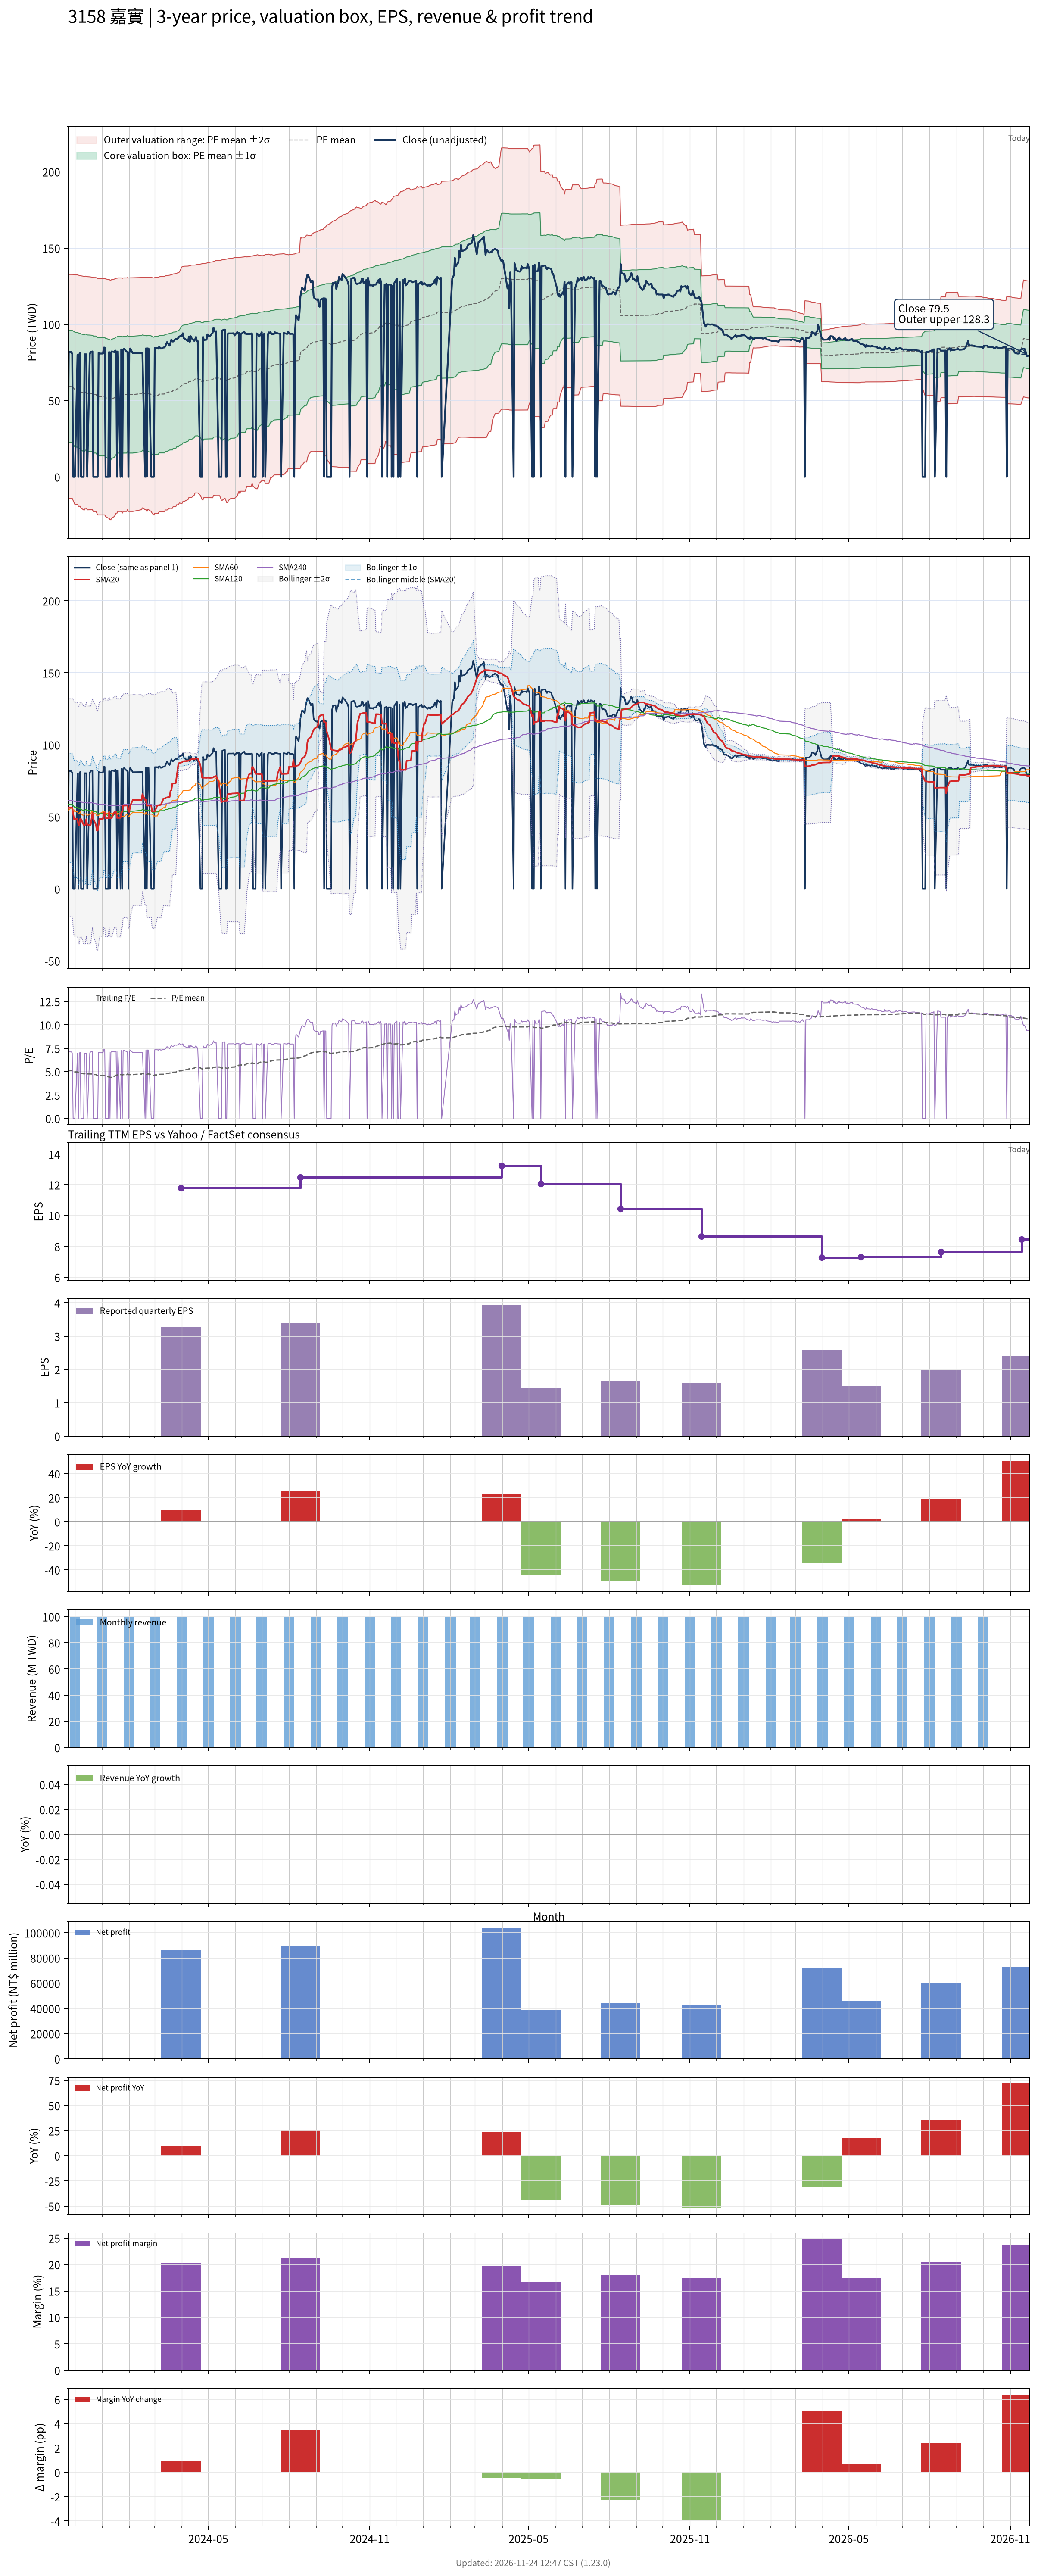 3158 嘉實 | 3-year price, valuation box, EPS, revenue & profit trend
Outer valuation range: PE mean ±2σ
Core valuation box: PE mean ±1σ
PE mean
Close (unadjusted)
Today
Close 79.5
Outer upper 128.3
Price (TWD)
200
150
100
50
0
Close (same as panel 1)
SMA20
SMA60
SMA120
SMA240
Bollinger ±2σ
Bollinger ±1σ
Bollinger middle (SMA20)
Price
200
150
100
50
0
-50
Trailing P/E
P/E mean
P/E
12.5
10.0
7.5
5.0
2.5
0.0
Trailing TTM EPS vs Yahoo / FactSet consensus
Today
EPS
14
12
10
8
6
Reported quarterly EPS
EPS
4
3
2
1
0
EPS YoY growth
YoY (%)
40
20
0
-20
-40
Monthly revenue
Revenue (M TWD)
100
80
60
40
20
0
Revenue YoY growth
YoY (%)
0.04
0.02
0.00
-0.02
-0.04
Month
Net profit
Net profit (NT$ million)
100000
80000
60000
40000
20000
0
Net profit YoY
YoY (%)
75
50
25
0
-25
-50
Net profit margin
Margin (%)
25
20
15
10
5
0
Margin YoY change
Δ margin (pp)
6
4
2
0
-2
-4
2024-05
2024-11
2025-05
2025-11
2026-05
2026-11
Updated: 2026-11-24 12:47 CST (1.23.0)